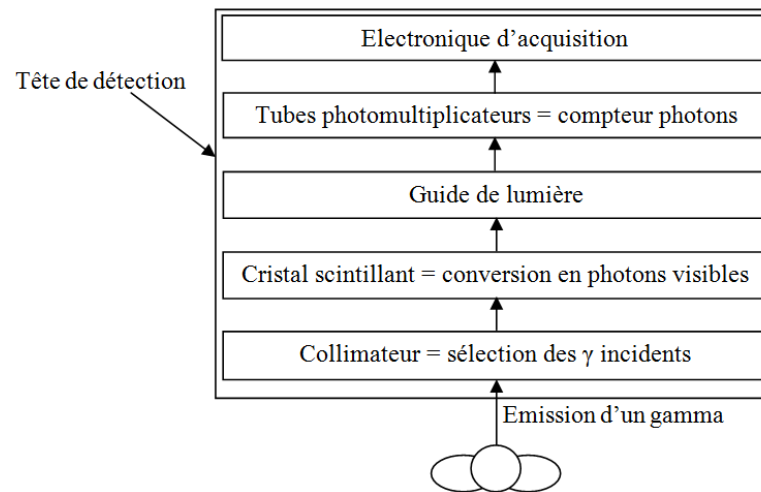 Electronique d’acquisition
Tête de détection
Tubes photomultiplicateurs = compteur photons
Guide de lumière
Cristal scintillant = conversion en photons visibles
Collimateur = sélection des γ incidents
Emission d’un gamma